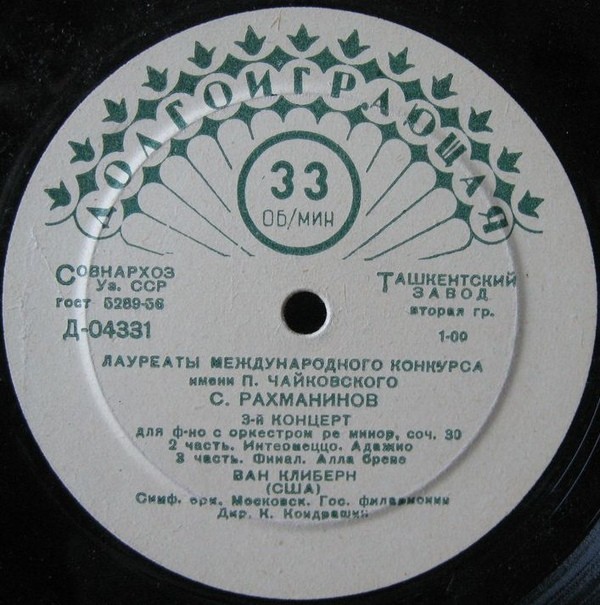 ДОЛГОИГРАЮЩАЯ
33
ОБ/МИН
СОВНАРХОЗ
Уз. ССР
ГОСТ 5289-56
Д-04331
ТАШКЕНТСКИЙ
ЗАВОД
вторая гр.
1-00
ЛАУРЕАТЫ МЕЖДУНАРОДНОГО КОНКУРСА
имени П. ЧАЙКОВСКОГО
С. РАХМАНИНОВ
3-й КОНЦЕРТ
для ф-но с оркестром ре минор, соч. 30
2 часть. Интермеццо. Адажио
3 часть. Финал. Алла бреве
ВАН КЛИБЕРН
(США)
Симф. орк. Московск. Гос. филармонии
Дир. К. Кондрашин